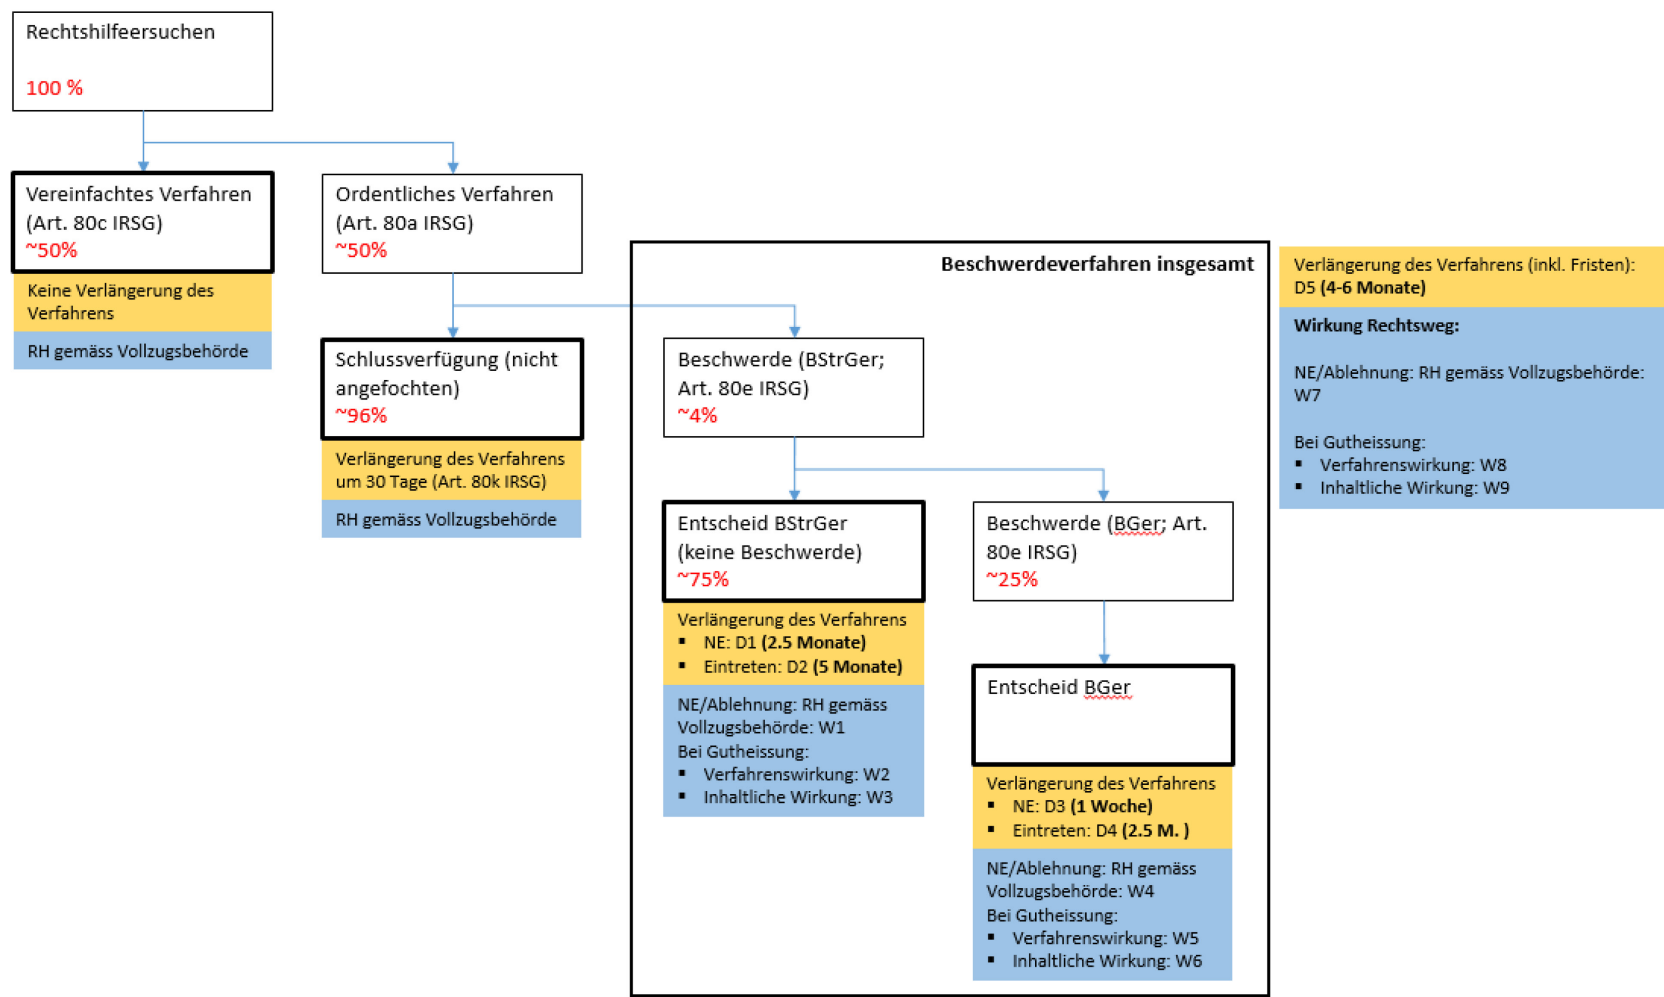 Rechtshilfeersuchen
100 %
Vereinfachtes Verfahren
(Art. 80c IRSG)
~50%
Keine Verlängerung des
Verfahrens
RH gemäss Vollzugsbehörde
Ordentliches Verfahren
(Art. 80a IRSG)
~50%
Schlussverfügung (nicht
angefochten)
~96%
Verlängerung des Verfahrens
um 30 Tage (Art. 80k IRSG)
RH gemäss Vollzugsbehörde
Beschwerdeverfahren insgesamt
Beschwerde (BStrGer;
Art. 80e IRSG)
~4%
Entscheid BStrGer
(keine Beschwerde)
~75%
Verlängerung des Verfahrens
▪ NE: D1 (2.5 Monate)
▪ Eintreten: D2 (5 Monate)
NE/Ablehnung: RH gemäss
Vollzugsbehörde: W1
Bei Gutheissung:
▪ Verfahrenswirkung: W2
▪ Inhaltliche Wirkung: W3
Beschwerde (BGer; Art.
80e IRSG)
~25%
Entscheid BGer
Verlängerung des Verfahrens
▪ NE: D3 (1 Woche)
▪ Eintreten: D4 (2.5 M. )
NE/Ablehnung: RH gemäss
Vollzugsbehörde: W4
Bei Gutheissung:
▪ Verfahrenswirkung: W5
▪ Inhaltliche Wirkung: W6
Verlängerung des Verfahrens (inkl. Fristen):
D5 (4-6 Monate)
Wirkung Rechtsweg:
NE/Ablehnung: RH gemäss Vollzugsbehörde:
W7
Bei Gutheissung:
▪ Verfahrenswirkung: W8
▪ Inhaltliche Wirkung: W9